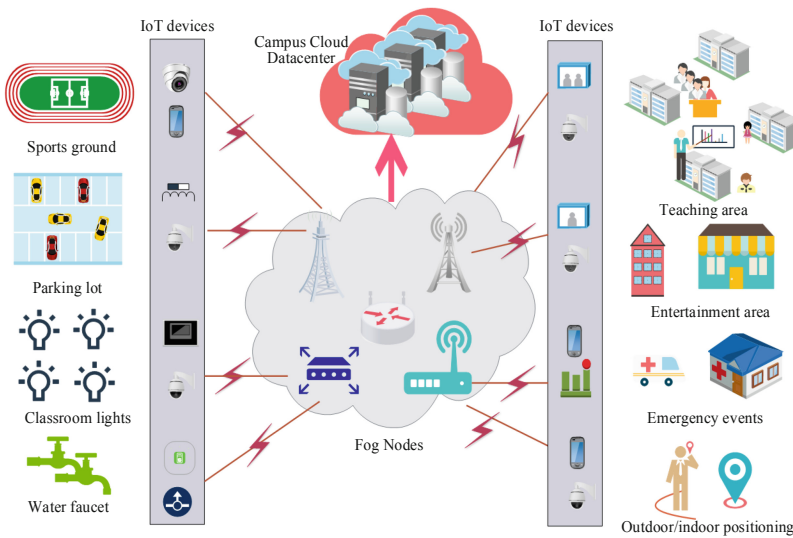 IoT devices
Campus Cloud
Datacenter
IoT devices
Sports ground
Teaching area
Parking lot
Entertainment area
Classroom lights
Emergency events
Fog Nodes
Water faucet
Outdoor/indoor positioning